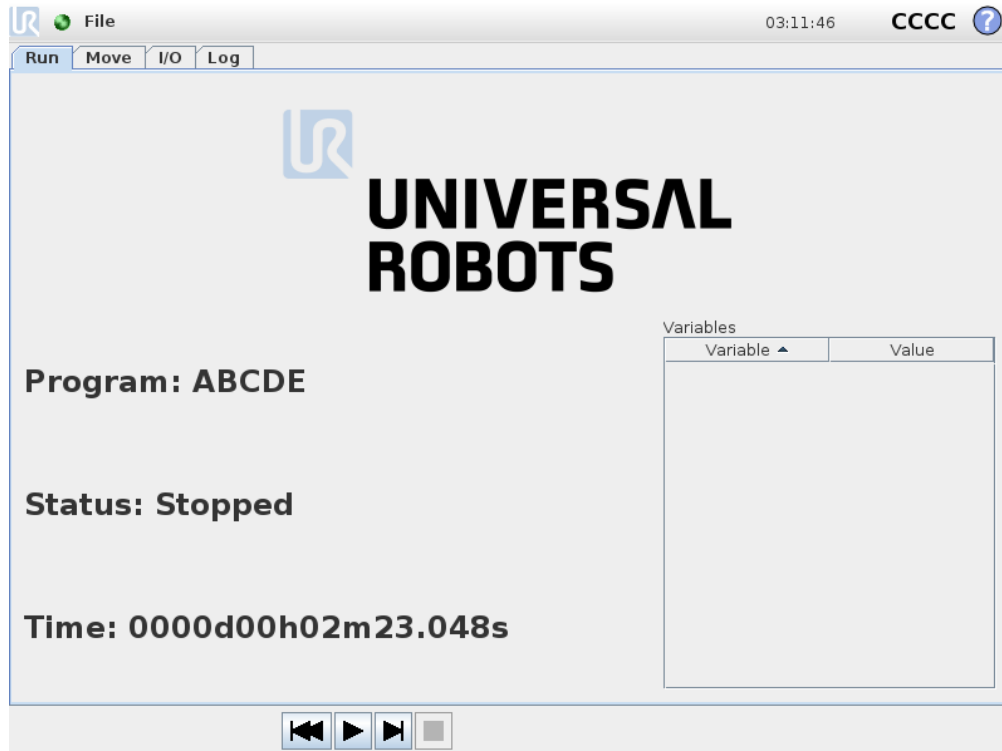 File 03:11:46 CCCC ?
Run Move I/O Log
UR
UNIVERSAL
ROBOTS
Variables
Variable Value
Program: ABCDE
Status: Stopped
Time: 0000d00h02m23.048s